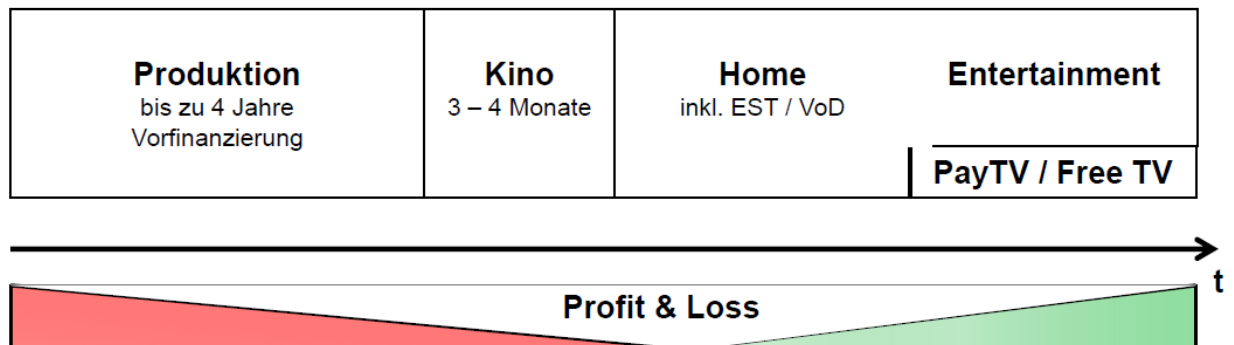 Produktion
bis zu 4 Jahre
Vorfinanzierung
Kino
3 – 4 Monate
Home Entertainment
inkl. EST / VoD
PayTV / Free TV
t
Profit & Loss